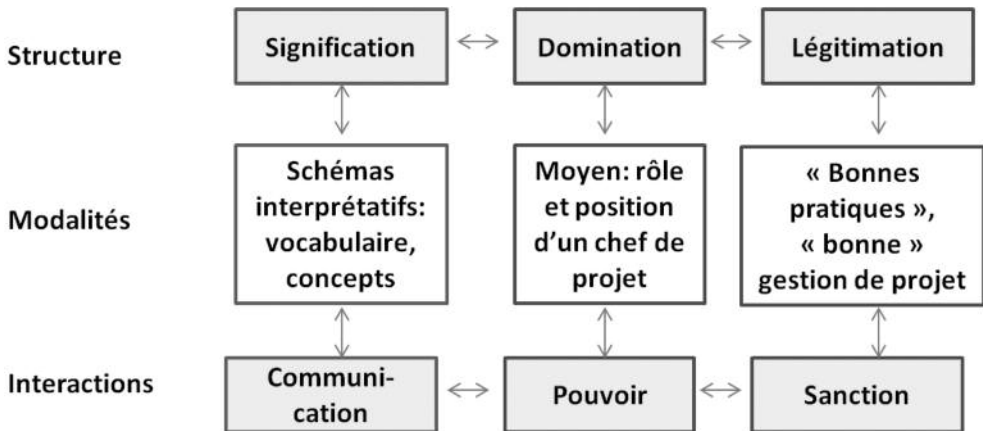 Structure
Signification
Domination
Légitimation
Modalités
Schémas
interprétatifs:
vocabulaire,
concepts
Moyen: rôle
et position
d'un chef de
projet
« Bonnes
pratiques »,
« bonne »
gestion de projet
Interactions
Communi-
cation
Pouvoir
Sanction